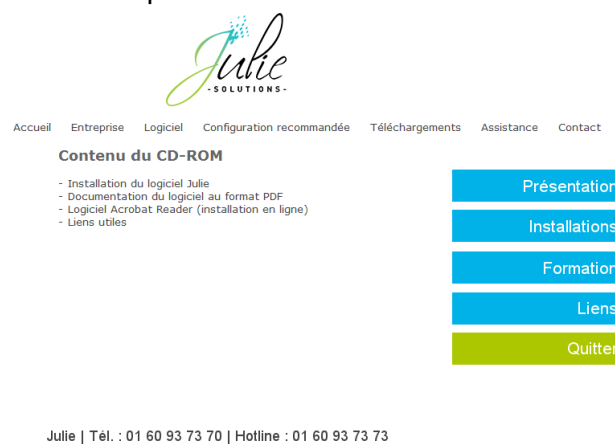 Julie
-SOLUTIONS-
Accueil Entreprise Logiciel Configuration recommandée Téléchargements Assistance Contact
Contenu du CD-ROM
- Installation du logiciel Julie
- Documentation du logiciel au format PDF
- Logiciel Acrobat Reader (installation en ligne)
- Liens utiles
Présentation
Installations
Formation
Liens
Quitter
Julie | Tél. : 01 60 93 73 70 | Hotline : 01 60 93 73 73